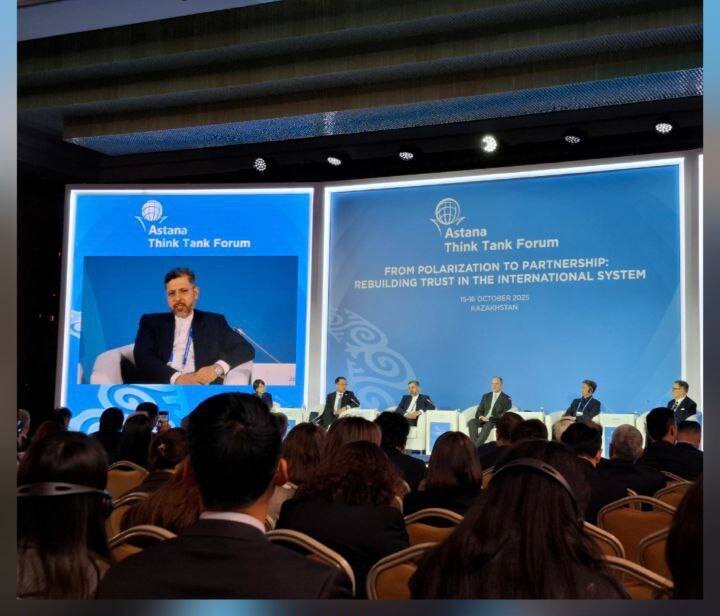 Astana
Think Tank Forum
Astana
Think Tank Forum
FROM POLARIZATION TO PARTNERSHIP:
REBUILDING TRUST IN THE INTERNATIONAL SYSTEM
15-16 OCTOBER 2025
KAZAKHSTAN